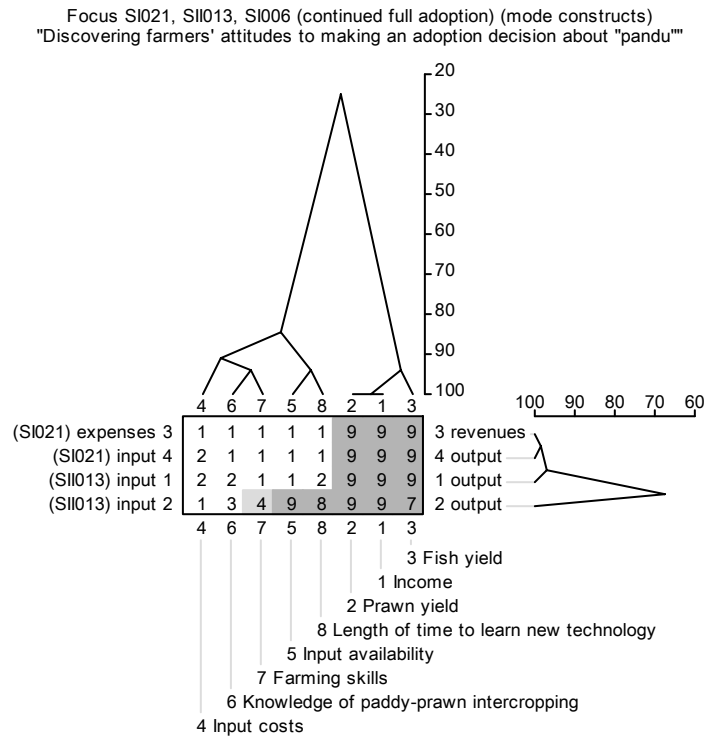 Focus SI021, SII013, SI006 (continued full adoption) (mode constructs)
"Discovering farmers' attitudes to making an adoption decision about "pandu""
20
30
40
50
60
70
80
90
100
4 6 7 5 8 2 1 3
100 90 80 70 60
(SI021) expenses 3 1 1 1 1 1 9 9 9 3 revenues
(SI021) input 4 2 1 1 1 1 9 9 9 4 output
(SII013) input 1 2 2 1 1 2 9 9 9 1 output
(SII013) input 2 1 3 4 9 8 9 9 7 2 output
4 6 7 5 8 2 1 3
3 Fish yield
1 Income
2 Prawn yield
8 Length of time to learn new technology
5 Input availability
7 Farming skills
6 Knowledge of paddy-prawn intercropping
4 Input costs